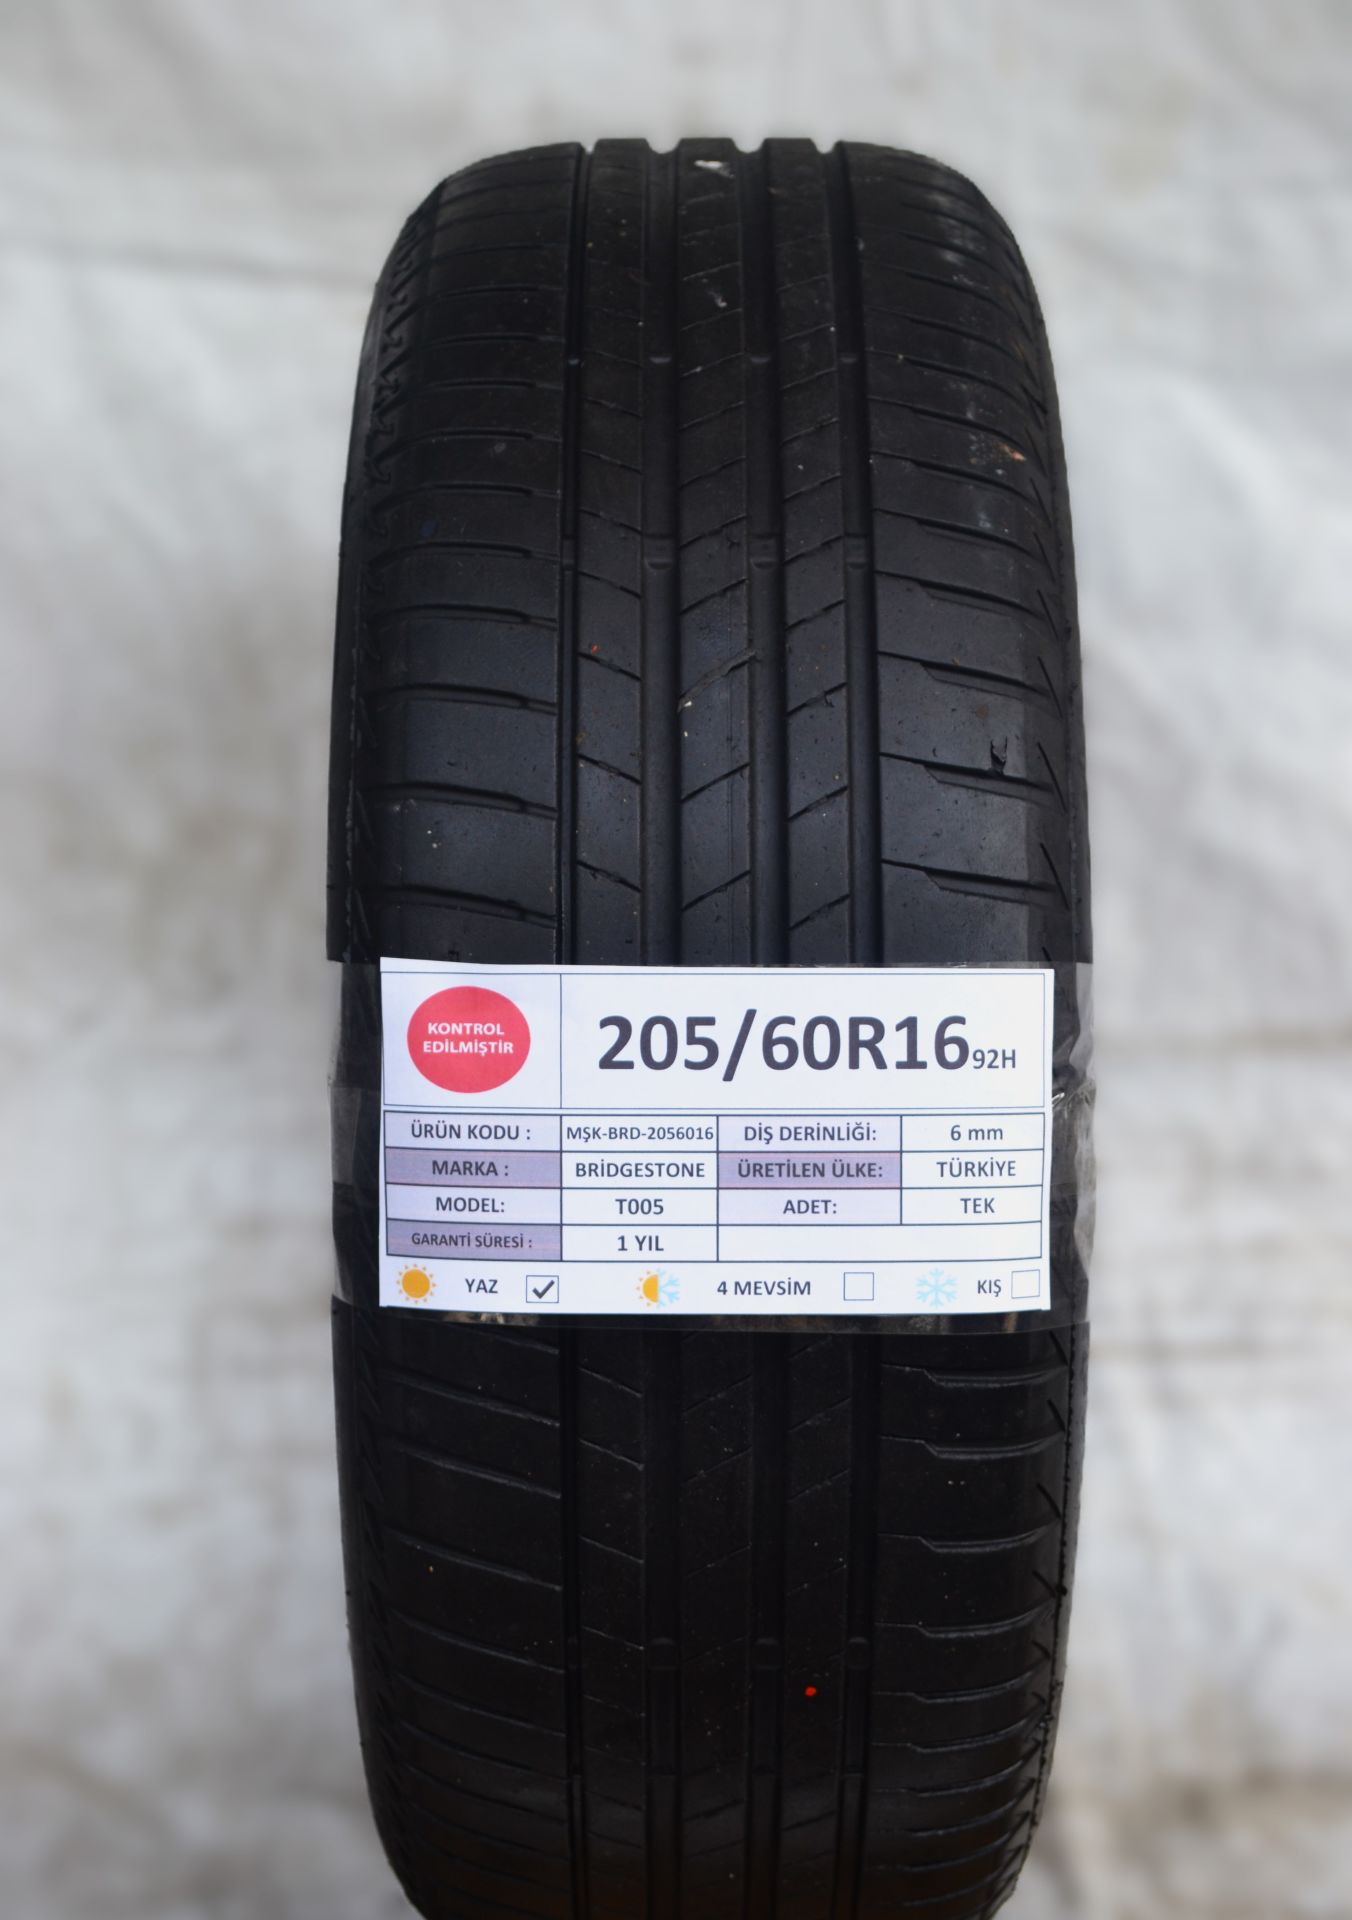 KONTROL
EDİLMİŞTİR
205/60R16 92H
ÜRÜN KODU : MŞK-BRD-2056016 DİŞ DERİNLİĞİ: 6 mm
MARKA : BRİDGESTONE ÜRETİLEN ÜLKE: TÜRKİYE
MODEL: T005 ADET: TEK
GARANTİ SÜRESİ : 1 YIL
YAZ 4 MEVSİM KIŞ